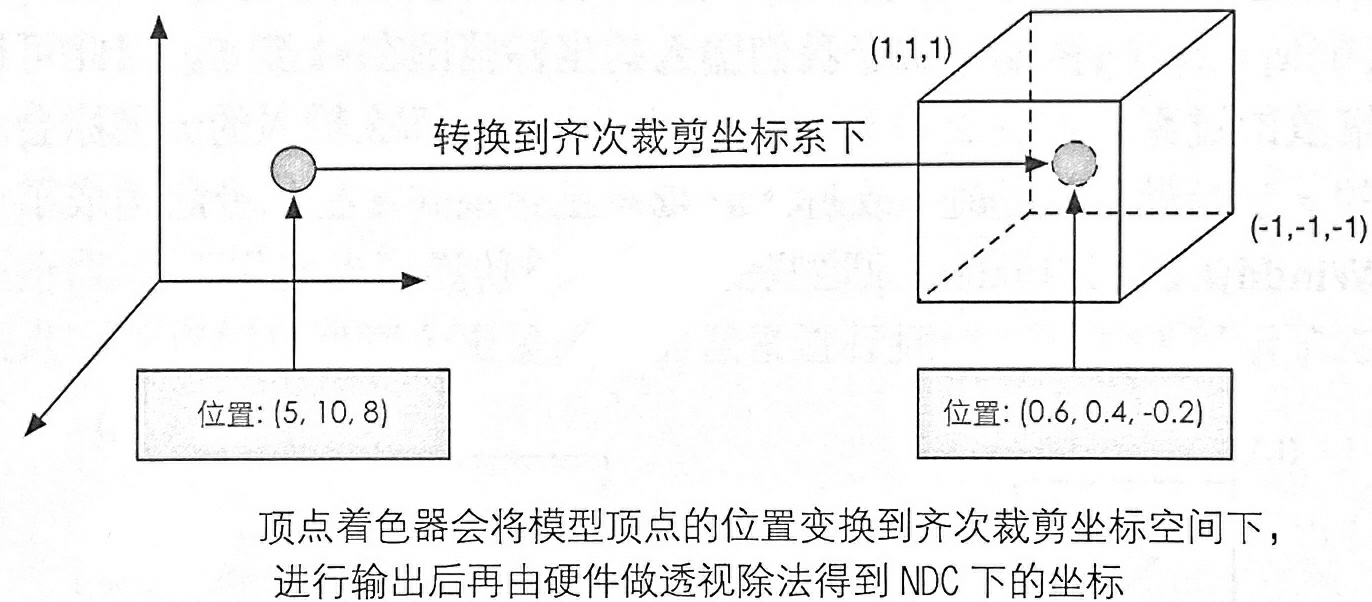 (1,1,1)
转换到齐次裁剪坐标系下
(-1,-1,-1)
位置: (5, 10, 8)
位置: (0.6, 0.4, -0.2)
顶点着色器会将模型顶点的位置变换到齐次裁剪坐标空间下，
进行输出后再由硬件做透视除法得到 NDC 下的坐标